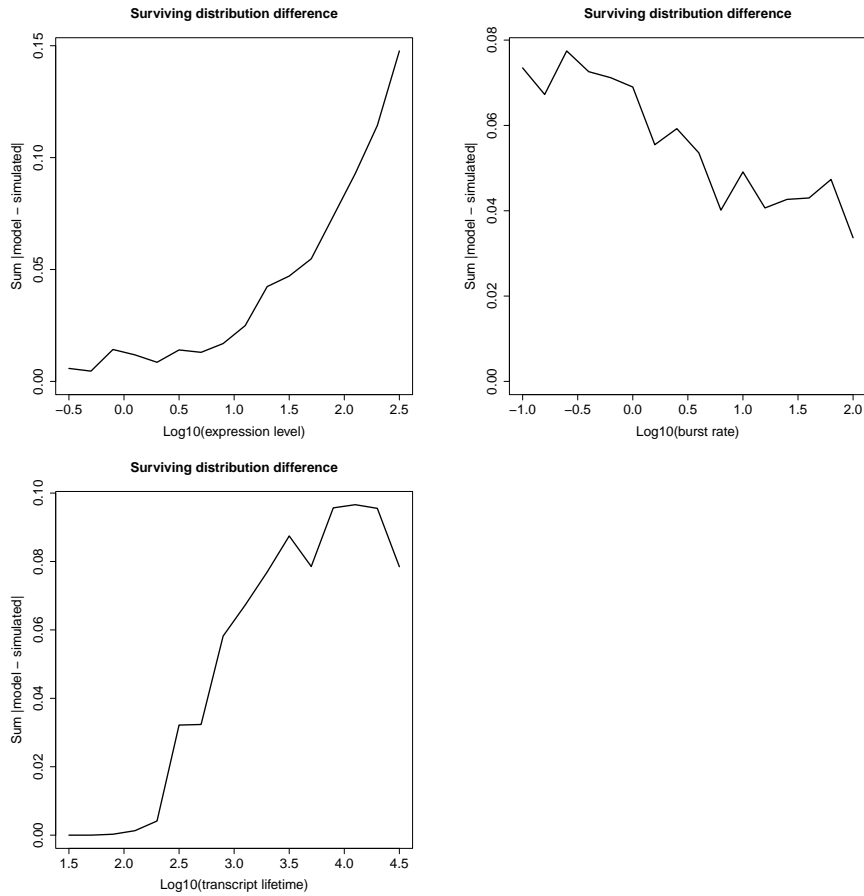 Surviving distribution difference
Sum |model − simulated|
0.15
0.10
0.05
0.00
−0.5 0.0 0.5 1.0 1.5 2.0 2.5
Log10(expression level)
Surviving distribution difference
Sum |model − simulated|
0.08
0.06
0.04
0.02
0.00
−1.0 −0.5 0.0 0.5 1.0 1.5 2.0
Log10(burst rate)
Surviving distribution difference
Sum |model − simulated|
0.10
0.08
0.06
0.04
0.02
0.00
1.5 2.0 2.5 3.0 3.5 4.0 4.5
Log10(transcript lifetime)